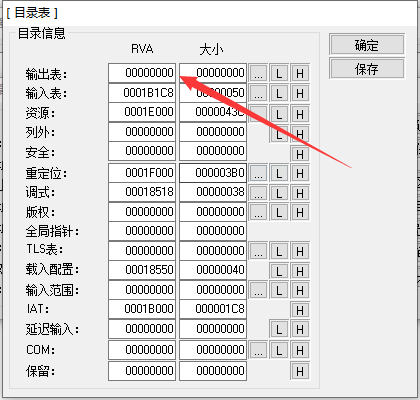 [ 目录表 ]
目录信息
RVA 大小
确定
保存
输出表: 00000000 00000000 ... L H
输入表: 0001B1C8 00000050 ... L H
资源: 0001E000 0000043C ... L H
列外: 00000000 00000000 L H
安全: 00000000 00000000 H
重定位: 0001F000 000003B0 ... L H
调式: 00018518 00000038 ... L H
版权: 00000000 00000000 ... L H
全局指针: 00000000 00000000 H
TLS表: 00000000 00000000 ... L H
载入配置: 00018550 00000040 ... L H
输入范围: 00000000 00000000 ... L H
IAT: 0001B000 000001C8 H
延迟输入: 00000000 00000000 L H
COM: 00000000 00000000 ... L H
保留: 00000000 00000000 H